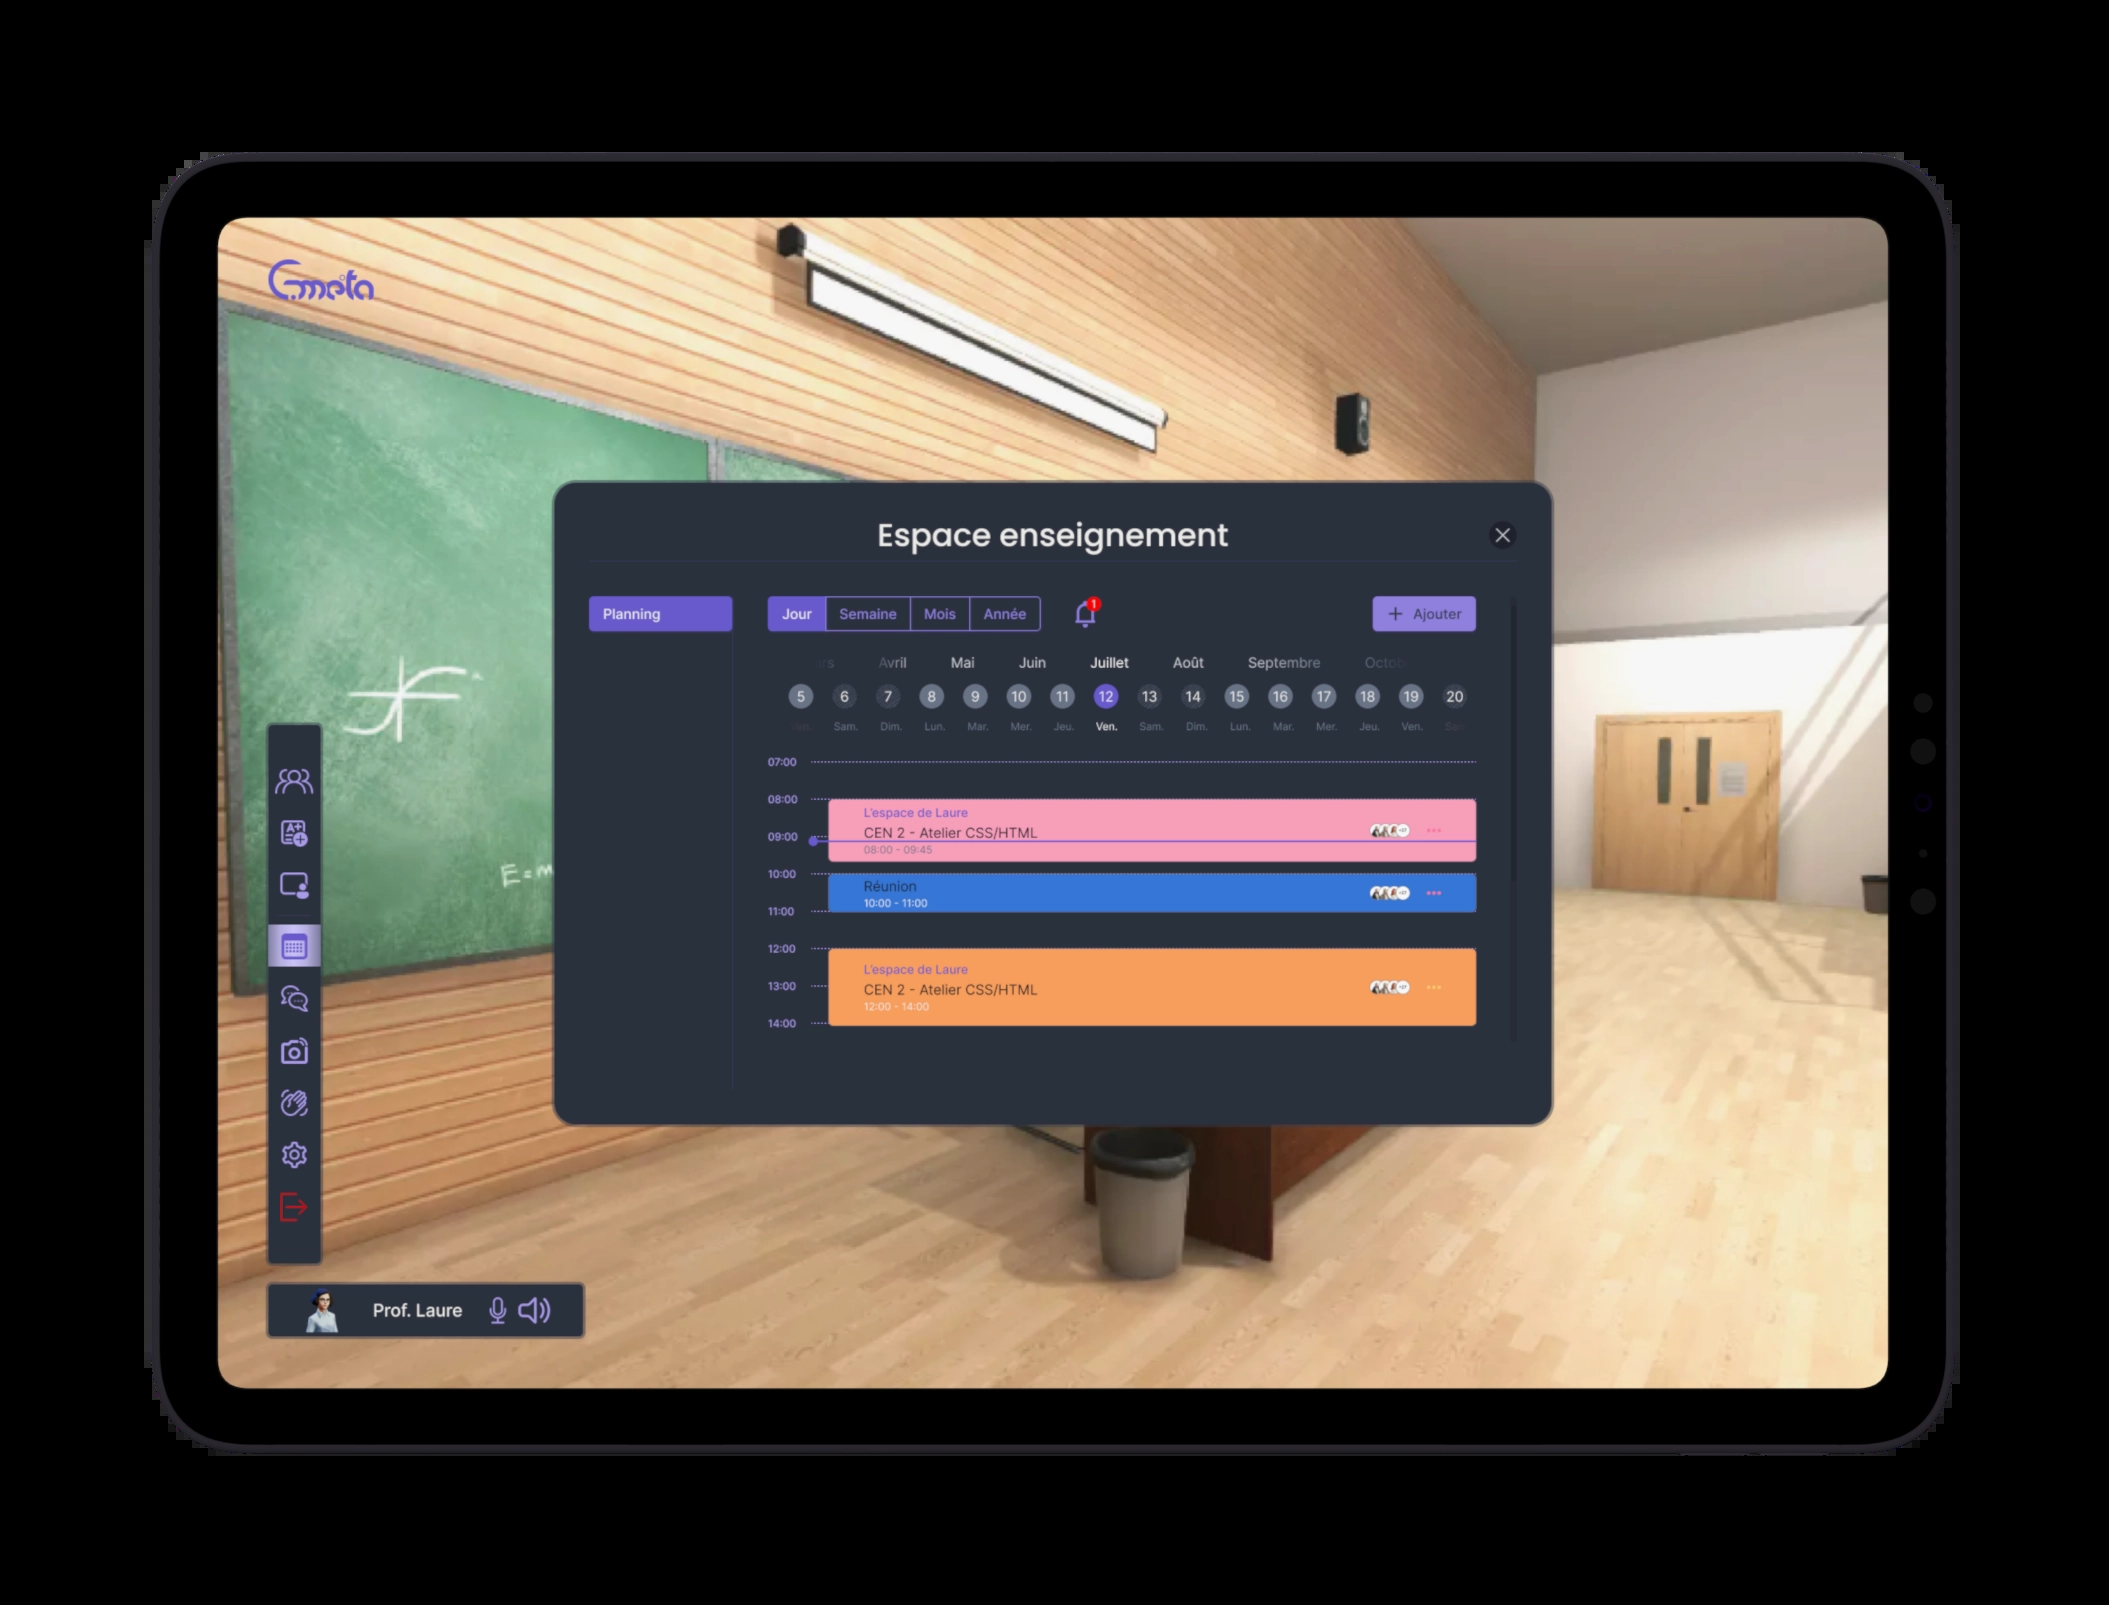 C.meta
Espace enseignement
Planning
Jour Semaine Mois Année 1 + Ajouter
Avril Mai Juin Juillet Août Septembre
5 6 7 8 9 10 11 12 13 14 15 16 17 18 19 20
Sam. Dim. Lun. Mar. Mer. Jeu. Ven. Sam. Dim. Lun. Mar. Mer. Jeu. Ven.
07:00
08:00
L'espace de Laure
CEN 2 - Atelier CSS/HTML
09:00
08:00 - 09:45
10:00
Réunion
10:00 - 11:00
11:00
12:00
L'espace de Laure
13:00
CEN 2 - Atelier CSS/HTML
12:00 - 14:00
14:00
E = m
A+
Prof. Laure